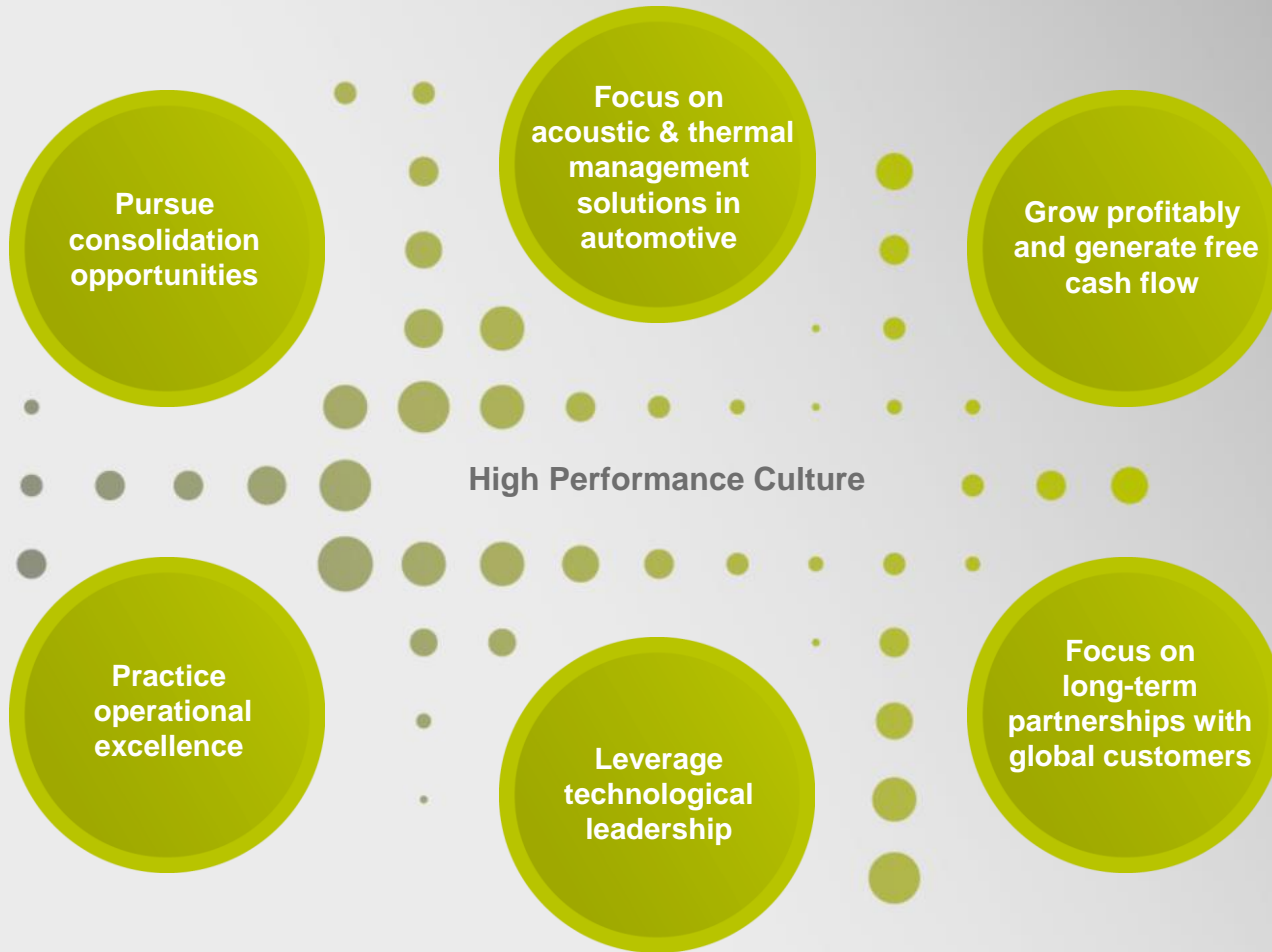 Focus on
acoustic & thermal
management
solutions in
automotive
Pursue
consolidation
opportunities
Grow profitably
and generate free
cash flow
High Performance Culture
Practice
operational
excellence
Leverage
technological
leadership
Focus on
long-term
partnerships with
global customers